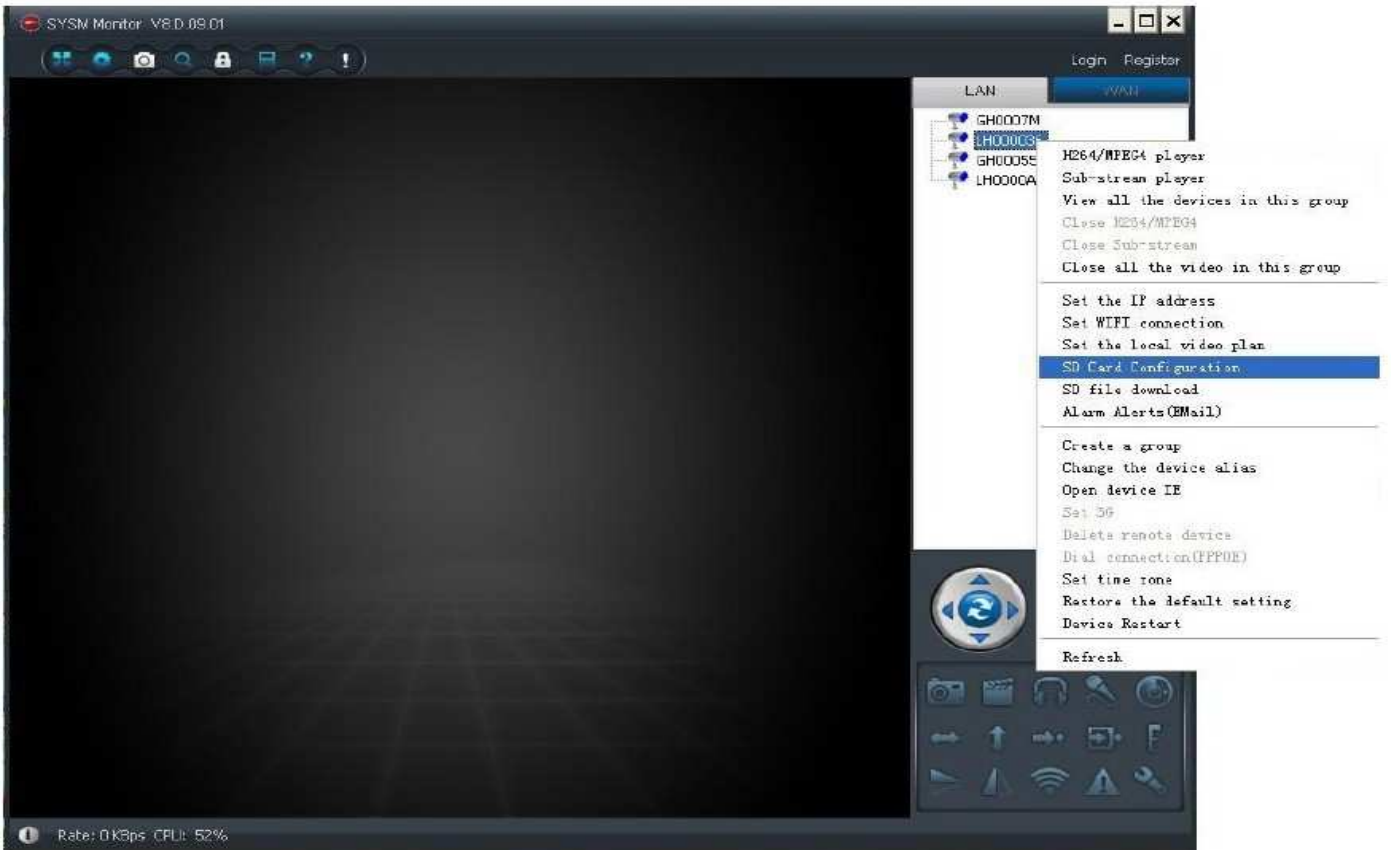 SYSM Monitor V8.0.09.01
Login Register
LAN
WAN
GH0007M
GH00055
LH0000A
H264/MPEG4 player
Sub-stream player
View all the devices in this group
Close H264/MPEG4
Close Sub-stream
Close all the video in this group
Set the IP address
Set WIFI connection
Set the local video plan
SD Card Configuration
SD file download
Alarm Alerts(EMail)
Create a group
Change the device alias
Open device IE
Set 3G
Delete remote device
Dial connection(PPPOE)
Set time zone
Restore the default setting
Device Restart
Refresh
Rate: 0 KBps CPU: 52%